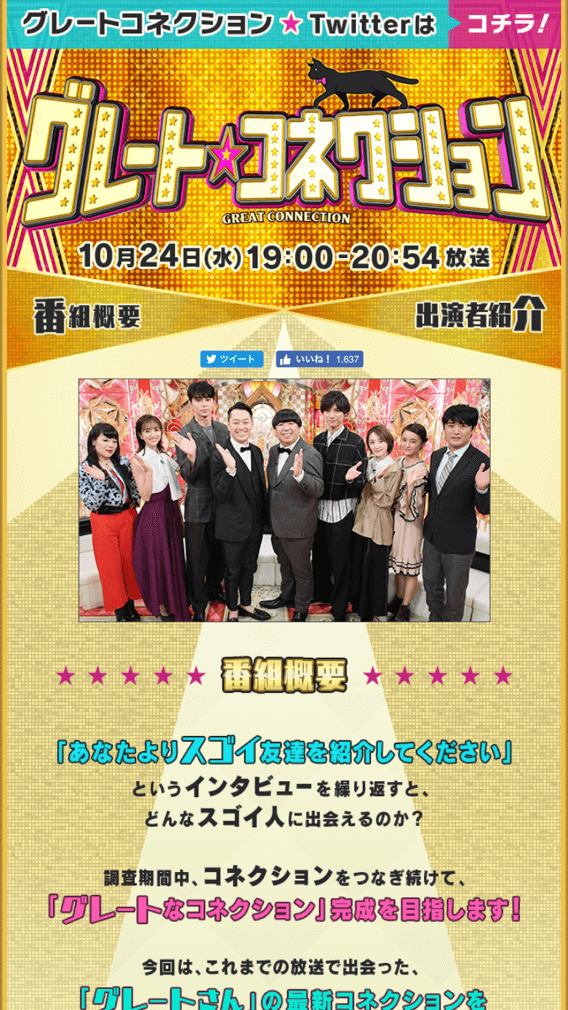 グレートコネクション★Twitterは コチラ!
グレート☆コネクション
GREAT CONNECTION
10月24日(水)19:00-20:54放送
番組概要 出演者紹介
ツイート いいね! 1,637
★★★★★ 番組概要 ★★★★★
「あなたよりスゴイ友達を紹介してください」
というインタビューを繰り返すと、
どんなスゴイ人に出会えるのか?
調査期間中、コネクションをつなぎ続けて、
「グレートなコネクション」完成を目指します!
今回は、これまでの放送で出会った、
「グレートさん」の最新コネクションを